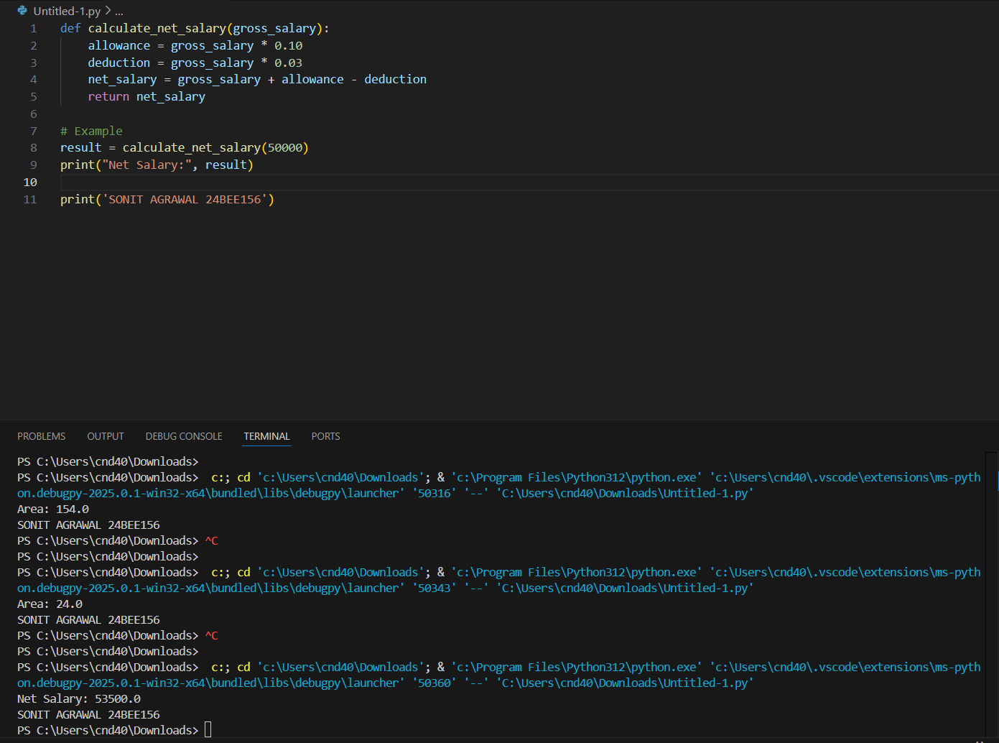 Untitled-1.py > ...
1 def calculate_net_salary(gross_salary):
2     allowance = gross_salary * 0.10
3     deduction = gross_salary * 0.03
4     net_salary = gross_salary + allowance - deduction
5     return net_salary
6
7 # Example
8 result = calculate_net_salary(50000)
9 print("Net Salary:", result)
10
11 print('SONIT AGRAWAL 24BEE156')
PROBLEMS OUTPUT DEBUG CONSOLE TERMINAL PORTS
PS C:\Users\cnd40\Downloads>
PS C:\Users\cnd40\Downloads>  c:; cd 'c:\Users\cnd40\Downloads'; & 'c:\Program Files\Python312\python.exe' 'c:\Users\cnd40\.vscode\extensions\ms-pyth
on.debugpy-2025.0.1-win32-x64\bundled\libs\debugpy\launcher' '50316' '--' 'C:\Users\cnd40\Downloads\Untitled-1.py'
Area: 154.0
SONIT AGRAWAL 24BEE156
PS C:\Users\cnd40\Downloads> ^C
PS C:\Users\cnd40\Downloads>
PS C:\Users\cnd40\Downloads>  c:; cd 'c:\Users\cnd40\Downloads'; & 'c:\Program Files\Python312\python.exe' 'c:\Users\cnd40\.vscode\extensions\ms-pyth
on.debugpy-2025.0.1-win32-x64\bundled\libs\debugpy\launcher' '50343' '--' 'C:\Users\cnd40\Downloads\Untitled-1.py'
Area: 24.0
SONIT AGRAWAL 24BEE156
PS C:\Users\cnd40\Downloads> ^C
PS C:\Users\cnd40\Downloads>
PS C:\Users\cnd40\Downloads>  c:; cd 'c:\Users\cnd40\Downloads'; & 'c:\Program Files\Python312\python.exe' 'c:\Users\cnd40\.vscode\extensions\ms-pyth
on.debugpy-2025.0.1-win32-x64\bundled\libs\debugpy\launcher' '50360' '--' 'C:\Users\cnd40\Downloads\Untitled-1.py'
Net Salary: 53500.0
SONIT AGRAWAL 24BEE156
PS C:\Users\cnd40\Downloads>